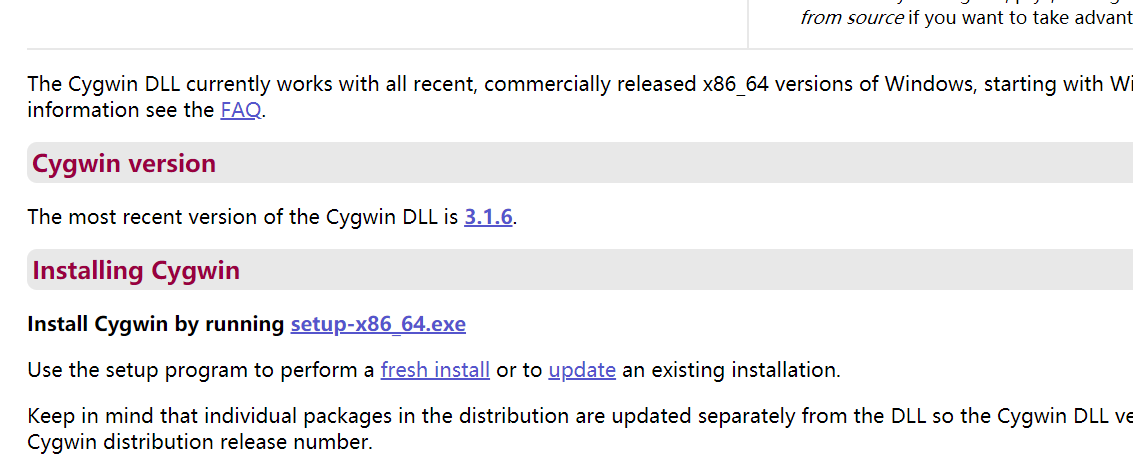 from source if you want to take advant
The Cygwin DLL currently works with all recent, commercially released x86_64 versions of Windows, starting with Wi
information see the FAQ.
Cygwin version
The most recent version of the Cygwin DLL is 3.1.6.
Installing Cygwin
Install Cygwin by running setup-x86_64.exe
Use the setup program to perform a fresh install or to update an existing installation.
Keep in mind that individual packages in the distribution are updated separately from the DLL so the Cygwin DLL ve
Cygwin distribution release number.